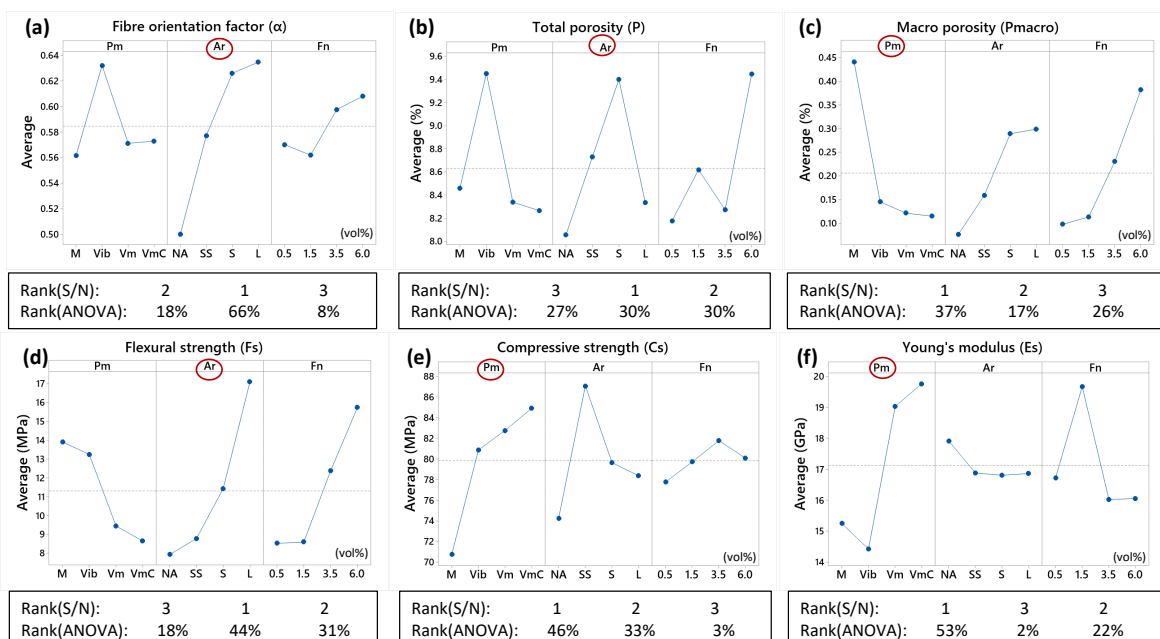 (a) Fibre orientation factor (α)
Pm Ar Fn
Average
0.64
0.62
0.60
0.58
0.56
0.54
0.52
0.50
(vol%)
M Vib Vm VmC NA SS S L 0.5 1.5 3.5 6.0
Rank(S/N): 2 1 3
Rank(ANOVA): 18% 66% 8%
(b) Total porosity (P)
Pm Ar Fn
Average (%)
9.6
9.4
9.2
9.0
8.8
8.6
8.4
8.2
8.0
(vol%)
M Vib Vm VmC NA SS S L 0.5 1.5 3.5 6.0
Rank(S/N): 3 1 2
Rank(ANOVA): 27% 30% 30%
(c) Macro porosity (Pmacro)
Pm Ar Fn
Average (%)
0.45
0.40
0.35
0.30
0.25
0.20
0.15
0.10
(vol%)
M Vib Vm VmC NA SS S L 0.5 1.5 3.5 6.0
Rank(S/N): 1 2 3
Rank(ANOVA): 37% 17% 26%
(d) Flexural strength (Fs)
Pm Ar Fn
Average (MPa)
17
16
15
14
13
12
11
10
9
8
(vol%)
M Vib Vm VmC NA SS S L 0.5 1.5 3.5 6.0
Rank(S/N): 3 1 2
Rank(ANOVA): 18% 44% 31%
(e) Compressive strength (Cs)
Pm Ar Fn
Average (MPa)
88
86
84
82
80
78
76
74
72
70
(vol%)
M Vib Vm VmC NA SS S L 0.5 1.5 3.5 6.0
Rank(S/N): 1 2 3
Rank(ANOVA): 46% 33% 3%
(f) Young's modulus (Es)
Pm Ar Fn
Average (GPa)
20
19
18
17
16
15
14
(vol%)
M Vib Vm VmC NA SS S L 0.5 1.5 3.5 6.0
Rank(S/N): 1 3 2
Rank(ANOVA): 53% 2% 22%